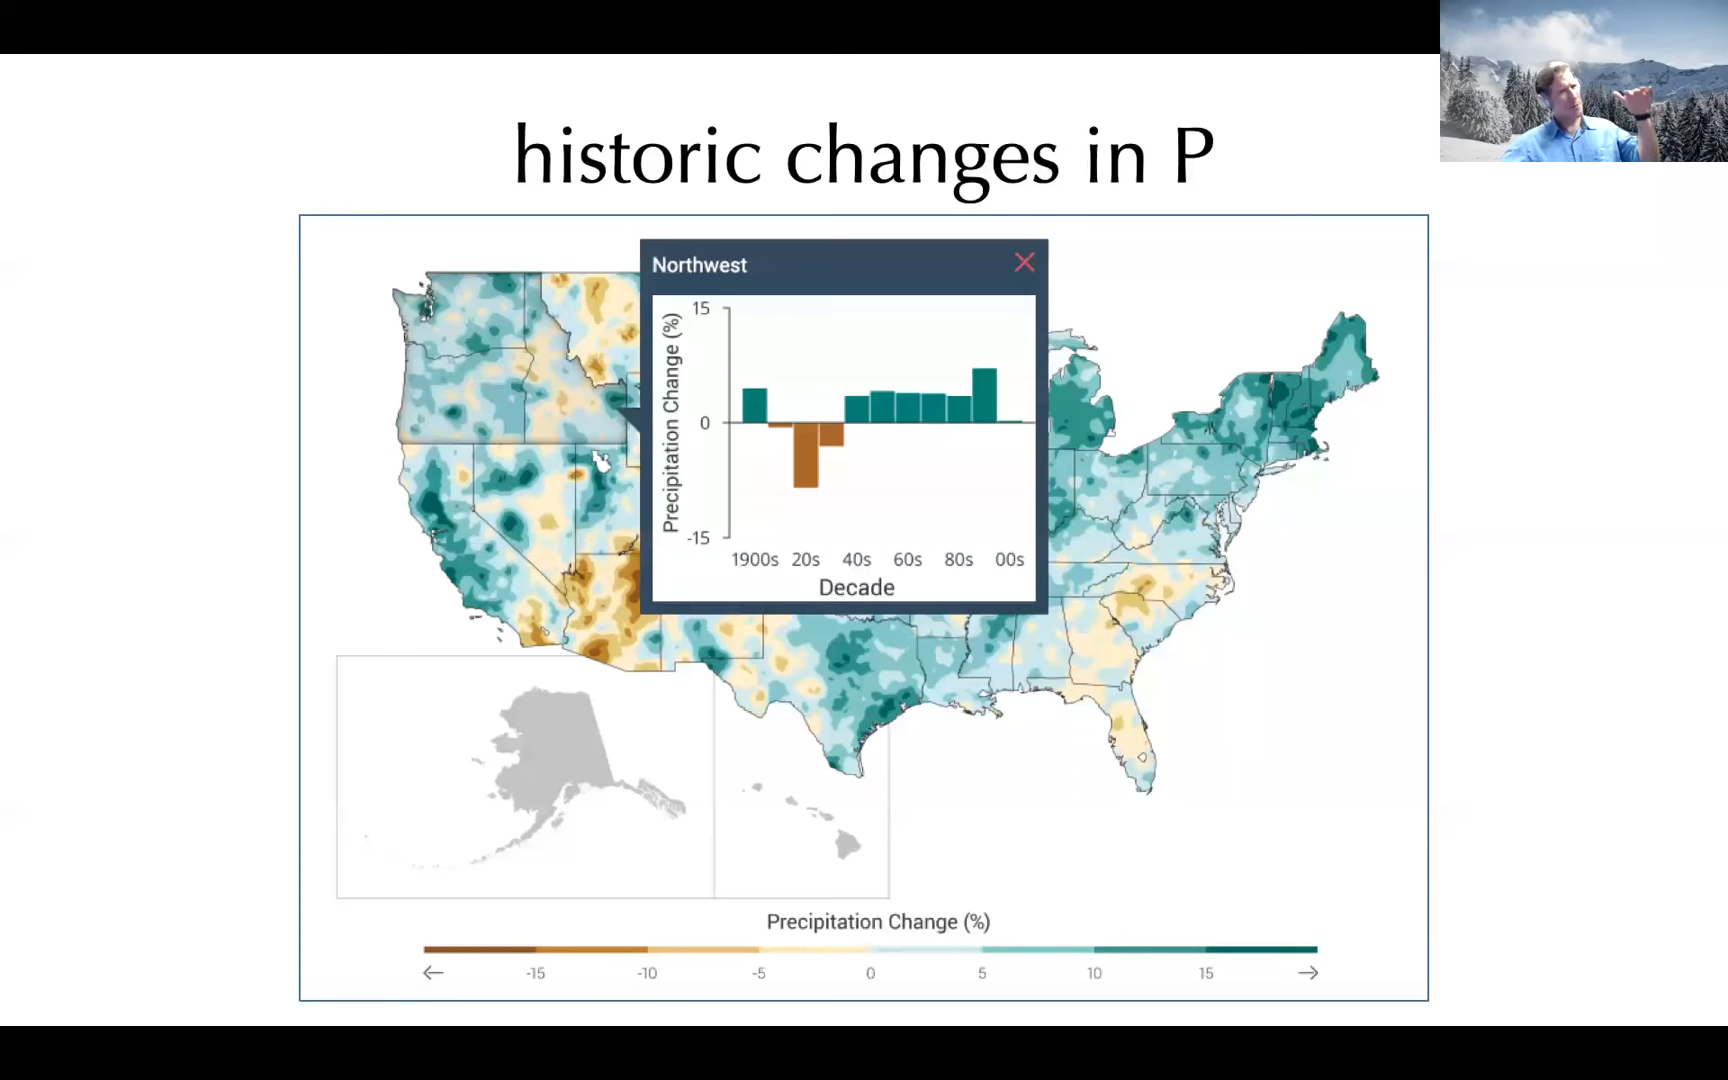 historic changes in P
Northwest
Precipitation Change (%)
15
0
-15
1900s 20s 40s 60s 80s 00s
Decade
Precipitation Change (%)
-15 -10 -5 0 5 10 15